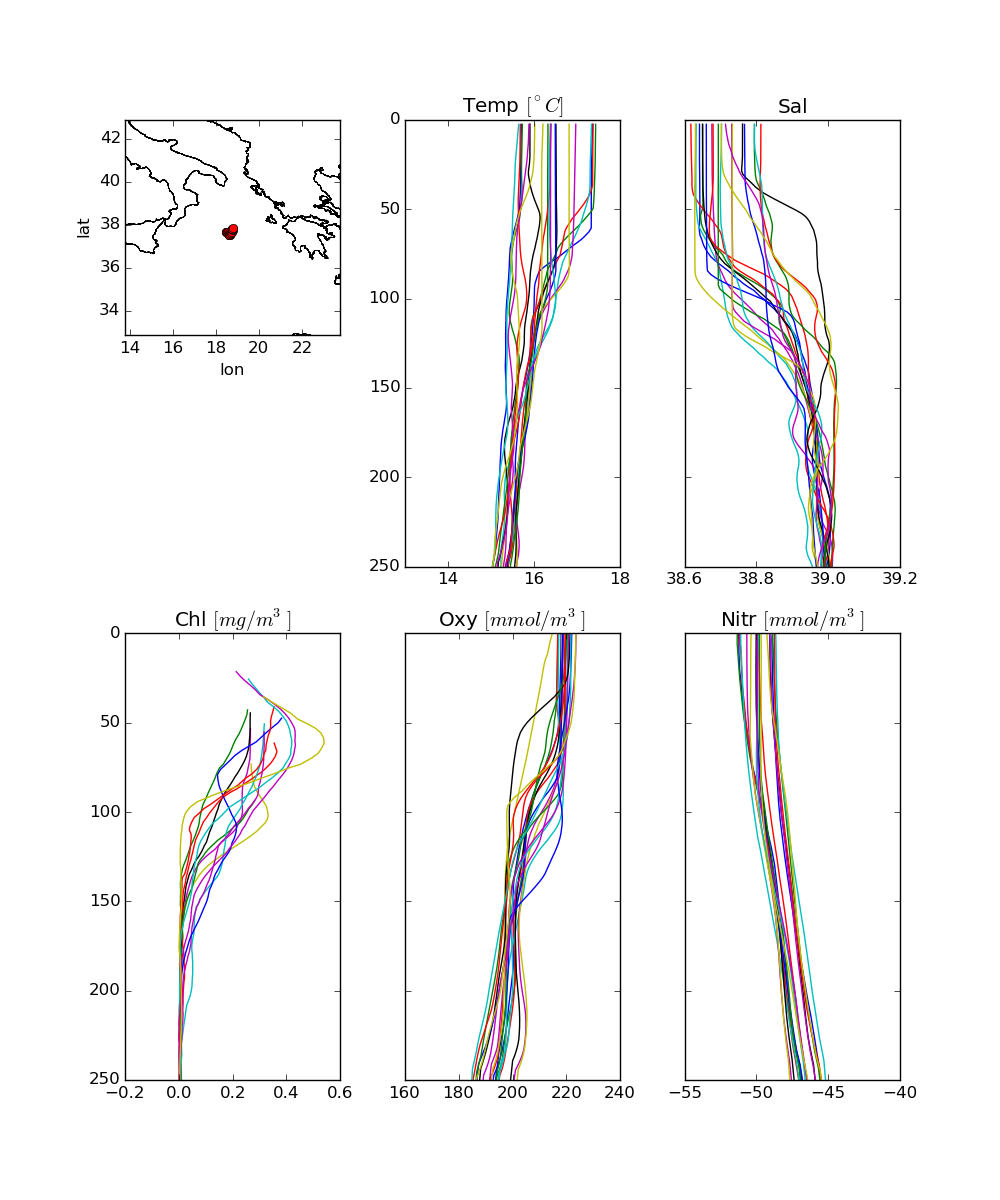 42
40
38
36
34
lat
14 16 18 20 22
lon
Temp [°C]
0
50
100
150
200
250
14 16 18
Sal
38.6 38.8 39.0 39.2
Chl [mg/m³]
0
50
100
150
200
250
−0.2 0.0 0.2 0.4 0.6
Oxy [mmol/m³]
160 180 200 220 240
Nitr [mmol/m³]
−55 −50 −45 −40